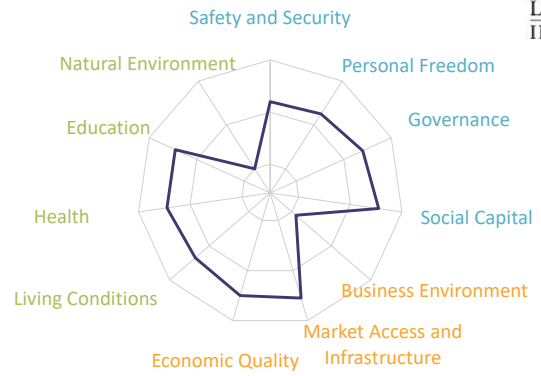 Safety and Security
Personal Freedom
Governance
Social Capital
Business Environment
Market Access and
Infrastructure
Economic Quality
Living Conditions
Health
Education
Natural Environment